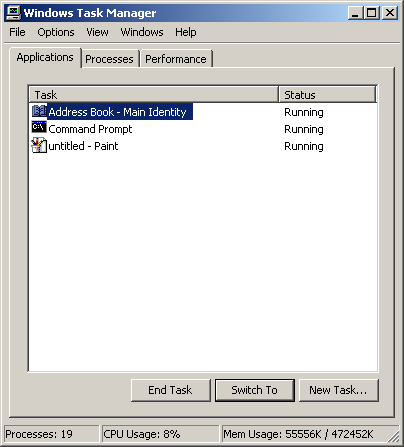 Windows Task Manager
File Options View Windows Help
Applications Processes Performance
Task Status
Address Book - Main Identity Running
C:\ Command Prompt Running
untitled - Paint Running
End Task Switch To New Task...
Processes: 19 CPU Usage: 8% Mem Usage: 55556K / 472452K